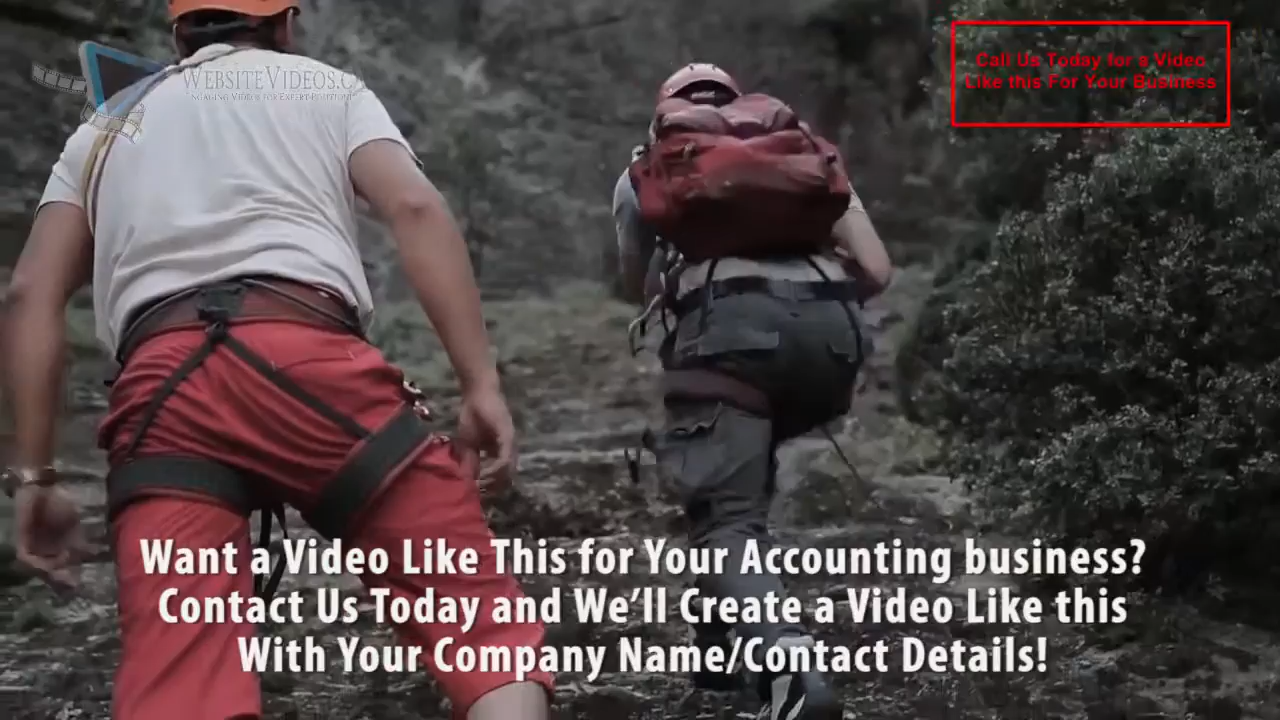 WEBSITEVIDEOS.C
Call Us Today for a Video
Like this For Your Business
Want a Video Like This for Your Accounting business?
Contact Us Today and We'll Create a Video Like this
With Your Company Name/Contact Details!